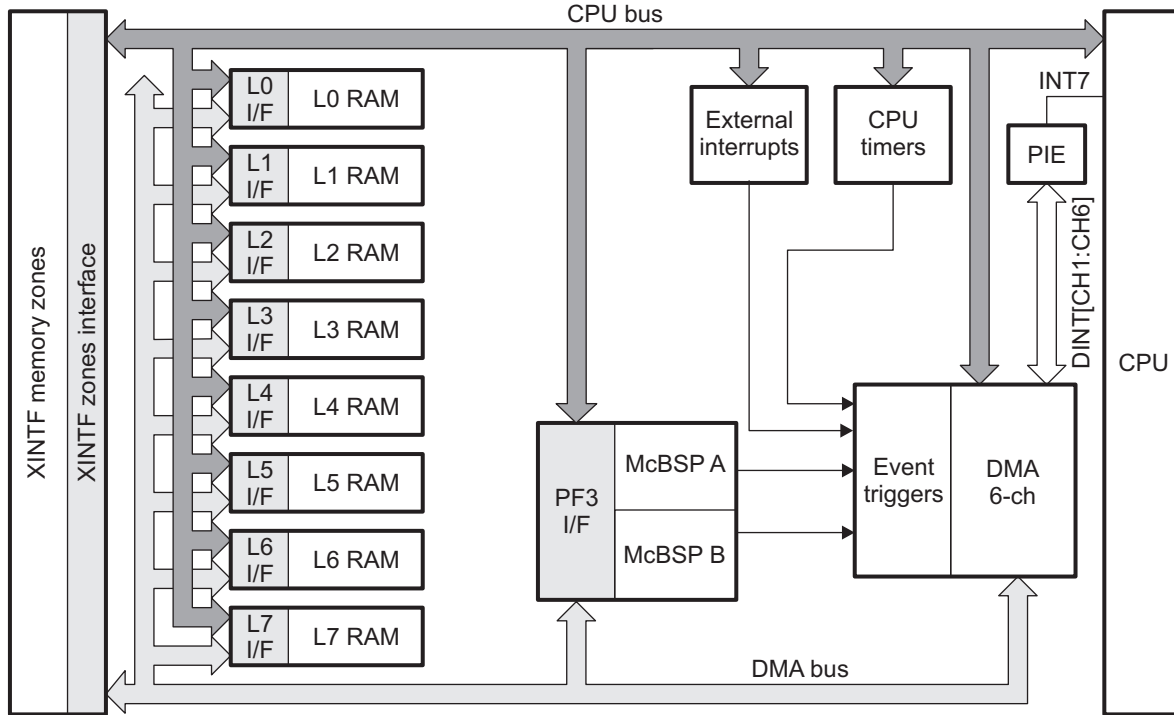 CPU bus
XINTF memory zones
XINTF zones interface
L0
I/F
L0 RAM
L1
I/F
L1 RAM
L2
I/F
L2 RAM
L3
I/F
L3 RAM
L4
I/F
L4 RAM
L5
I/F
L5 RAM
L6
I/F
L6 RAM
L7
I/F
L7 RAM
External
interrupts
CPU
timers
INT7
PIE
DINT[CH1:CH6]
CPU
PF3
I/F
McBSP A
McBSP B
Event
triggers
DMA
6-ch
DMA bus